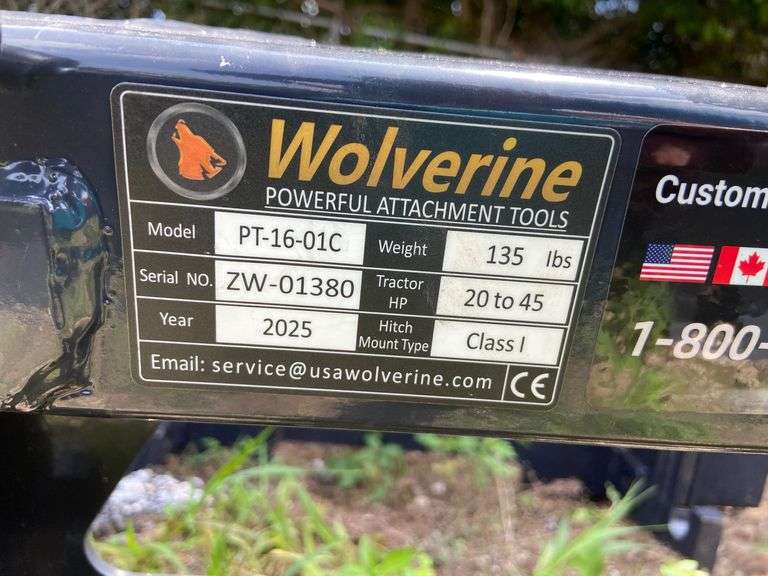 Wolverine
POWERFUL ATTACHMENT TOOLS
Model PT-16-01C Weight 135 lbs
Serial NO. ZW-01380 Tractor HP 20 to 45
Year 2025 Hitch Mount Type Class I
Email: service@usawolverine.com CE
Custom
1-800-